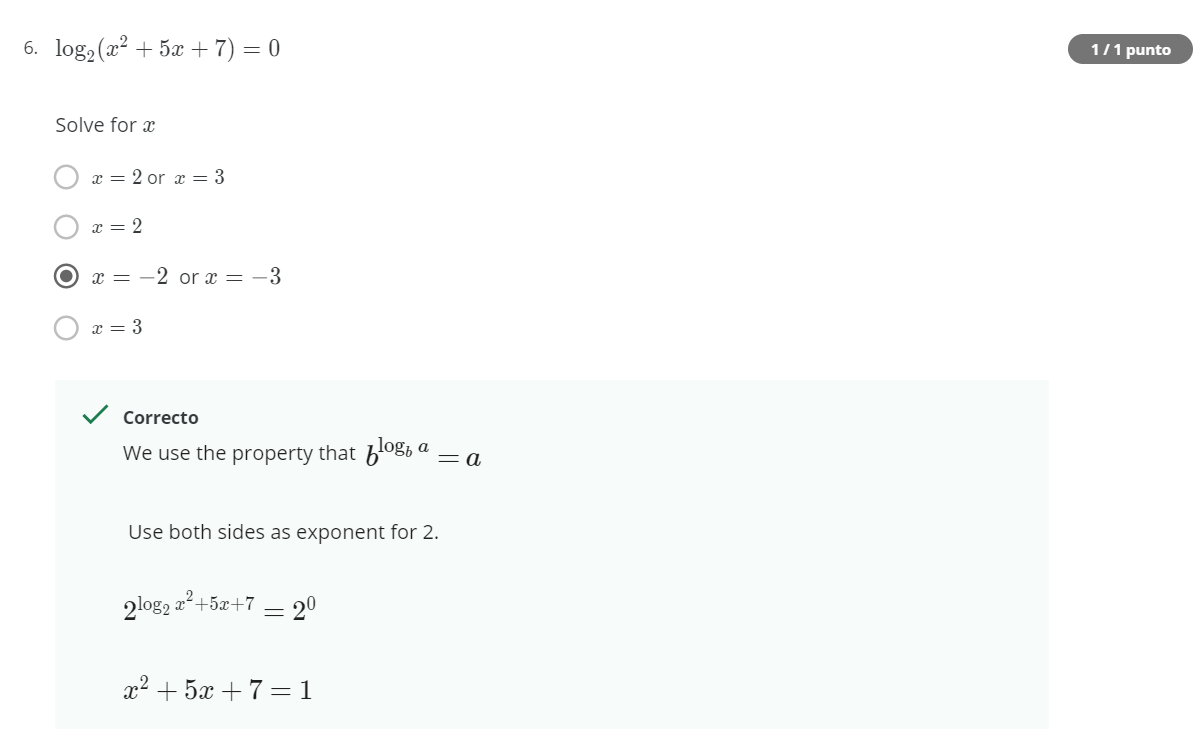 6. log₂(x² + 5x + 7) = 0
1 / 1 punto
Solve for x
x = 2 or x = 3
x = 2
x = −2 or x = −3
x = 3
Correcto
We use the property that b^(log_b a) = a
Use both sides as exponent for 2.
2^(log₂ x²+5x+7) = 2⁰
x² + 5x + 7 = 1